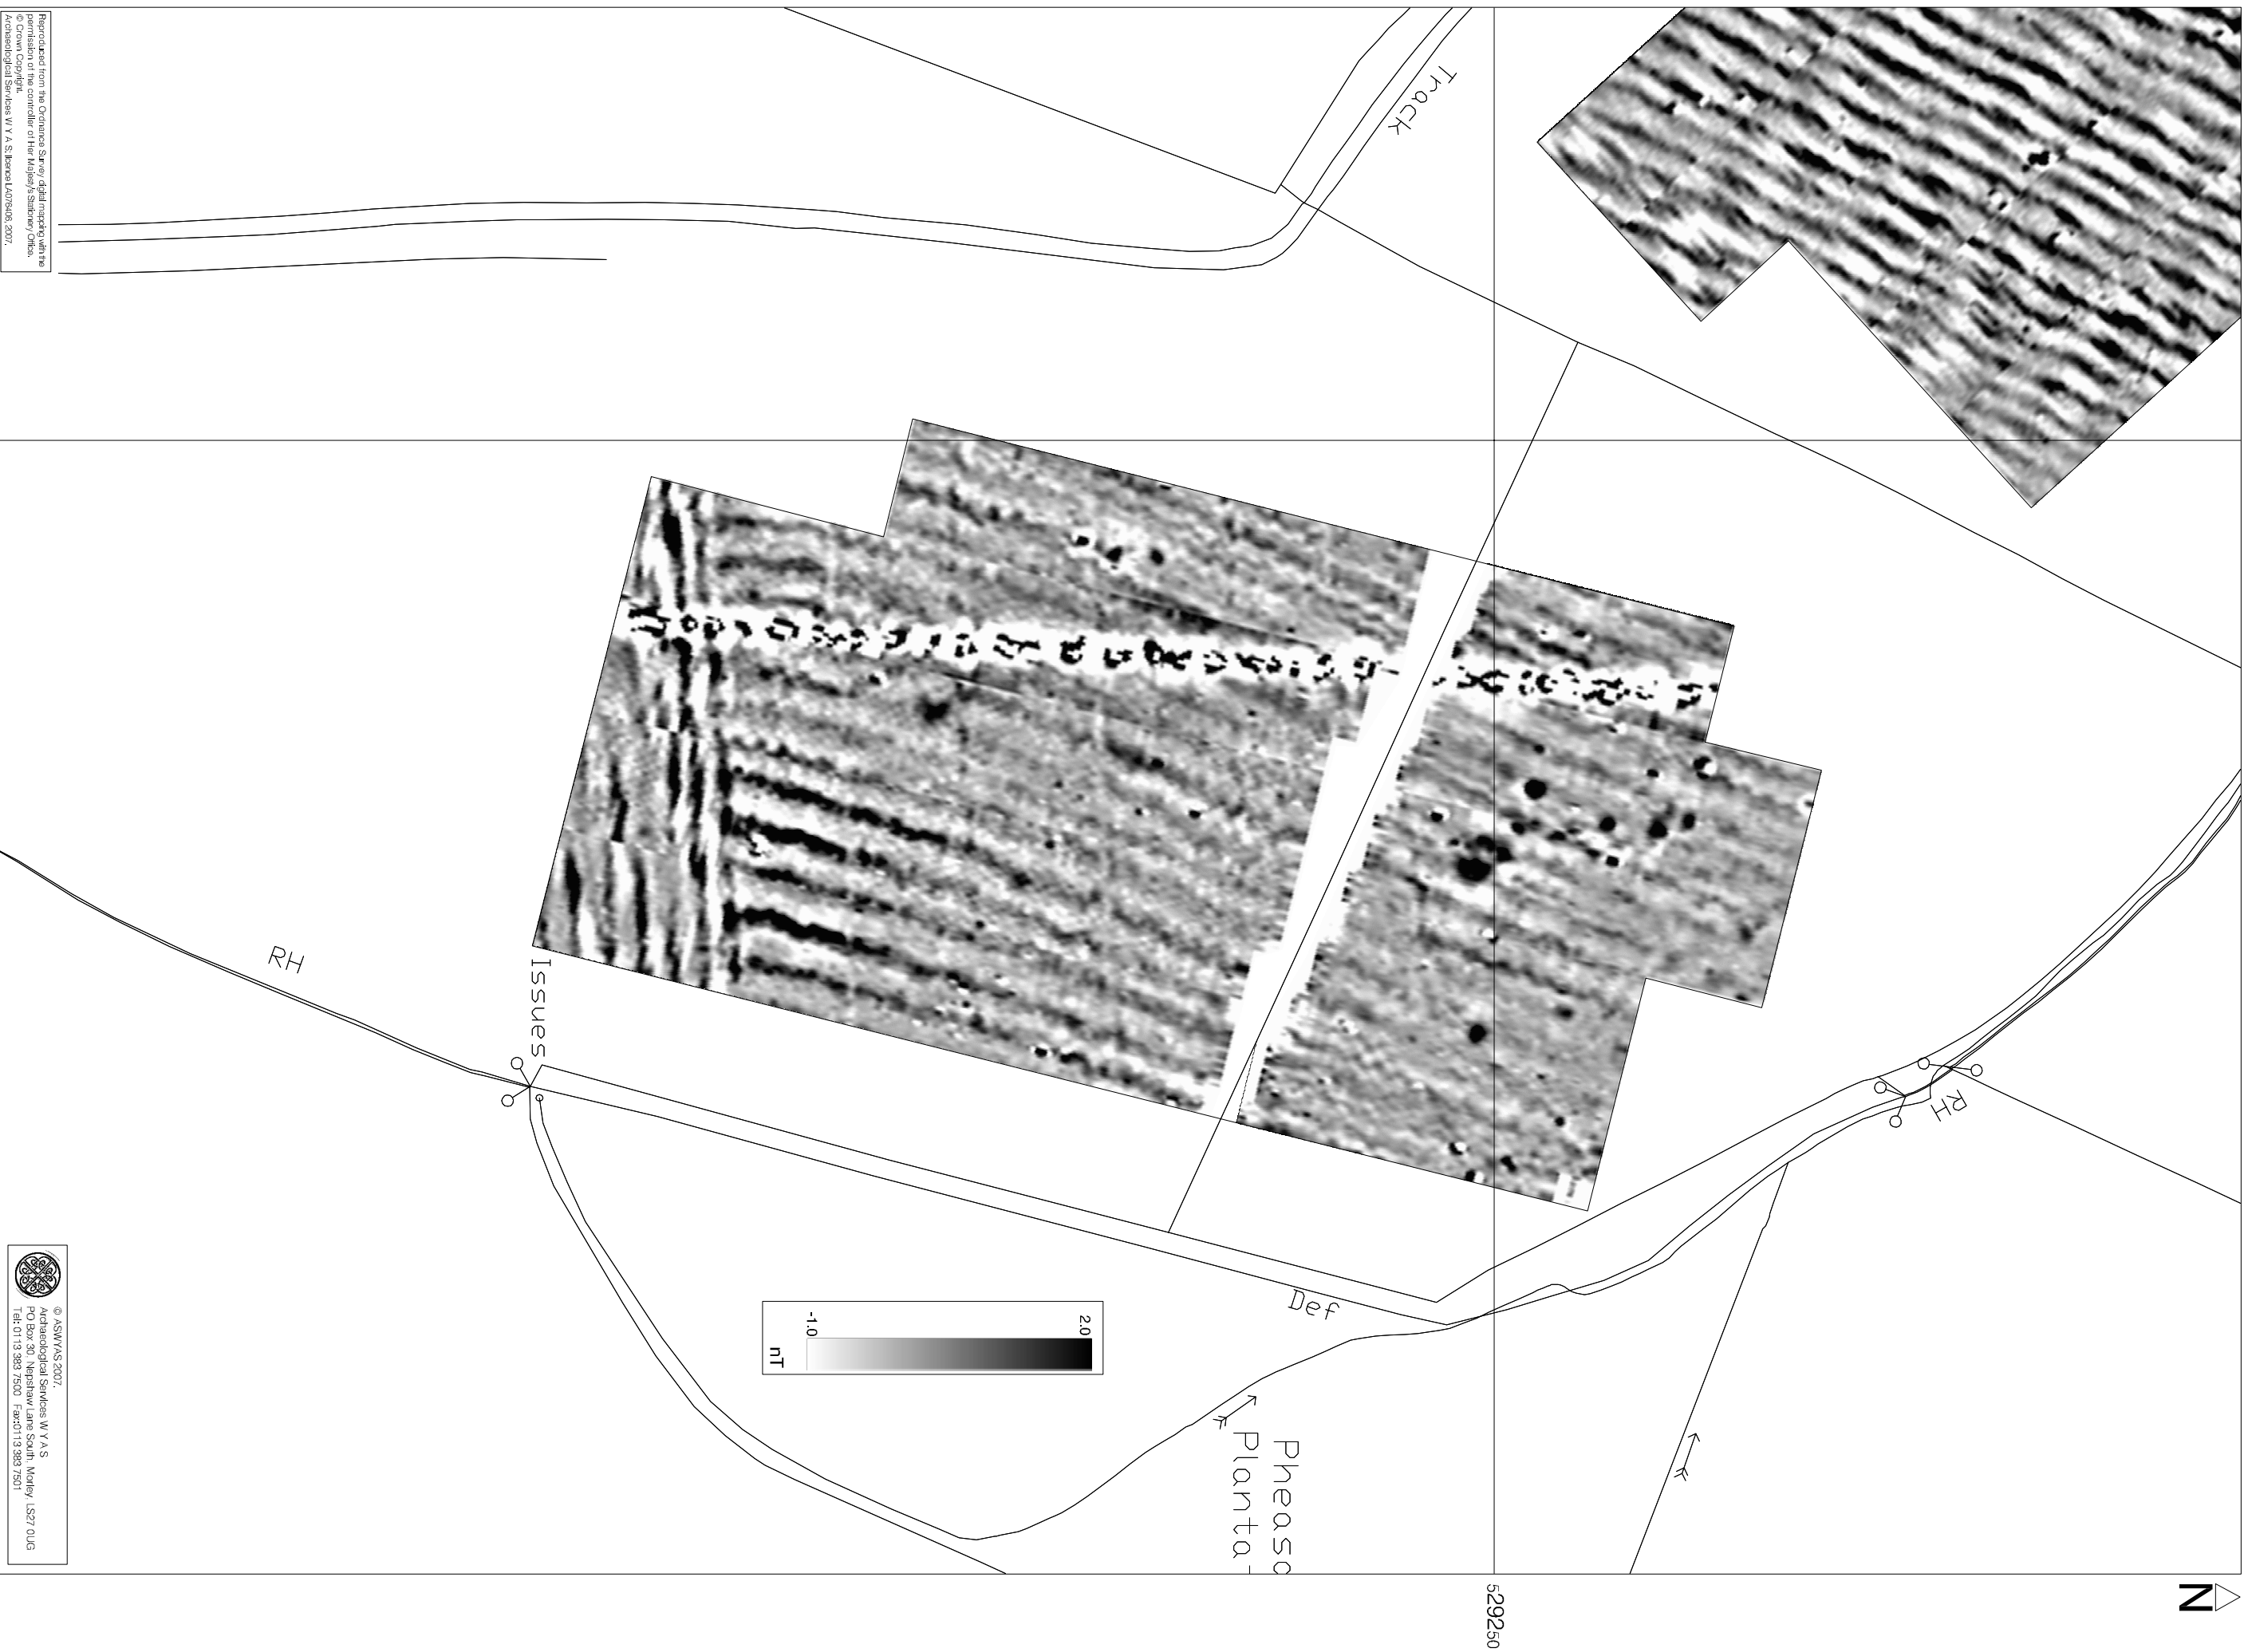 Track
RH
Issues
RH
Def
Pheasa
Planta-
2.0
-1.0
nT
N
529250
Reproduced from the Ordnance Survey digital mapping with the
permission of the controller of Her Majesty's Stationery Office.
© Crown Copyright.
Archaeological Services W Y A S: licence LA076406, 2007.
© ASWYAS 2007.
Archaeological Services W Y A S
PO Box 30, Nepshaw Lane South, Morley, LS27 0UG
Tel: 0113 383 7500 Fax: 0113 383 7501